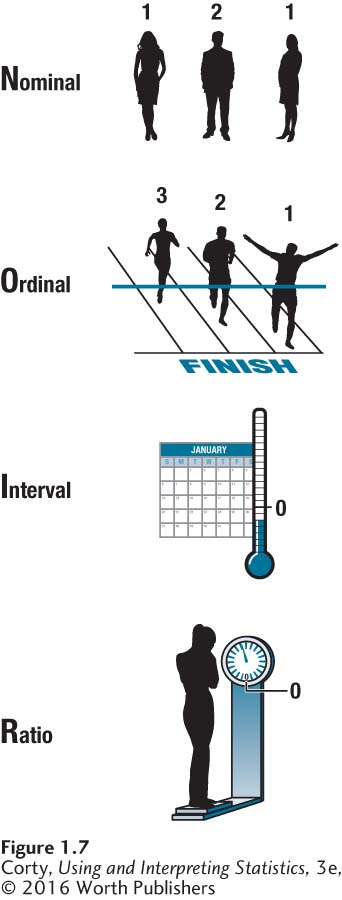 1 2 1
Nominal
3 2 1
Ordinal
FINISH
JANUARY
S M T W T F S
Interval
0
0
0
Ratio
Figure 1.7
Corty, Using and Interpreting Statistics, 3e,
© 2016 Worth Publishers